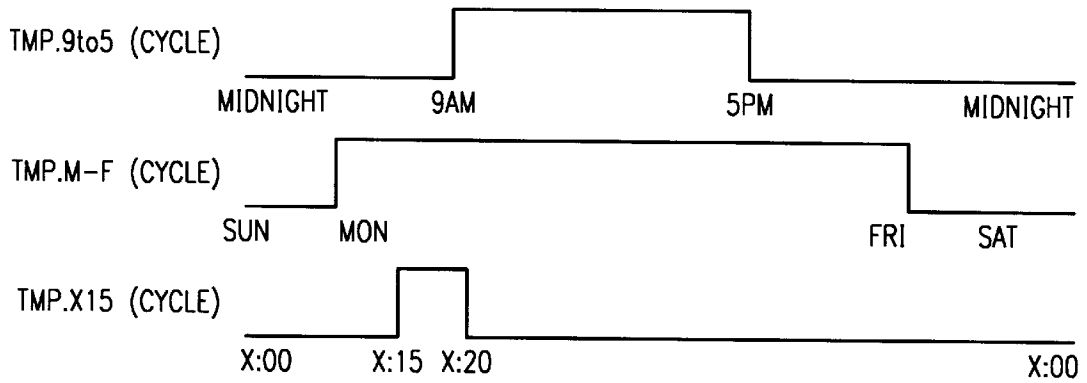 TMP.9to5 (CYCLE)
MIDNIGHT 9AM 5PM MIDNIGHT
TMP.M-F (CYCLE)
SUN MON FRI SAT
TMP.X15 (CYCLE)
X:00 X:15 X:20 X:00